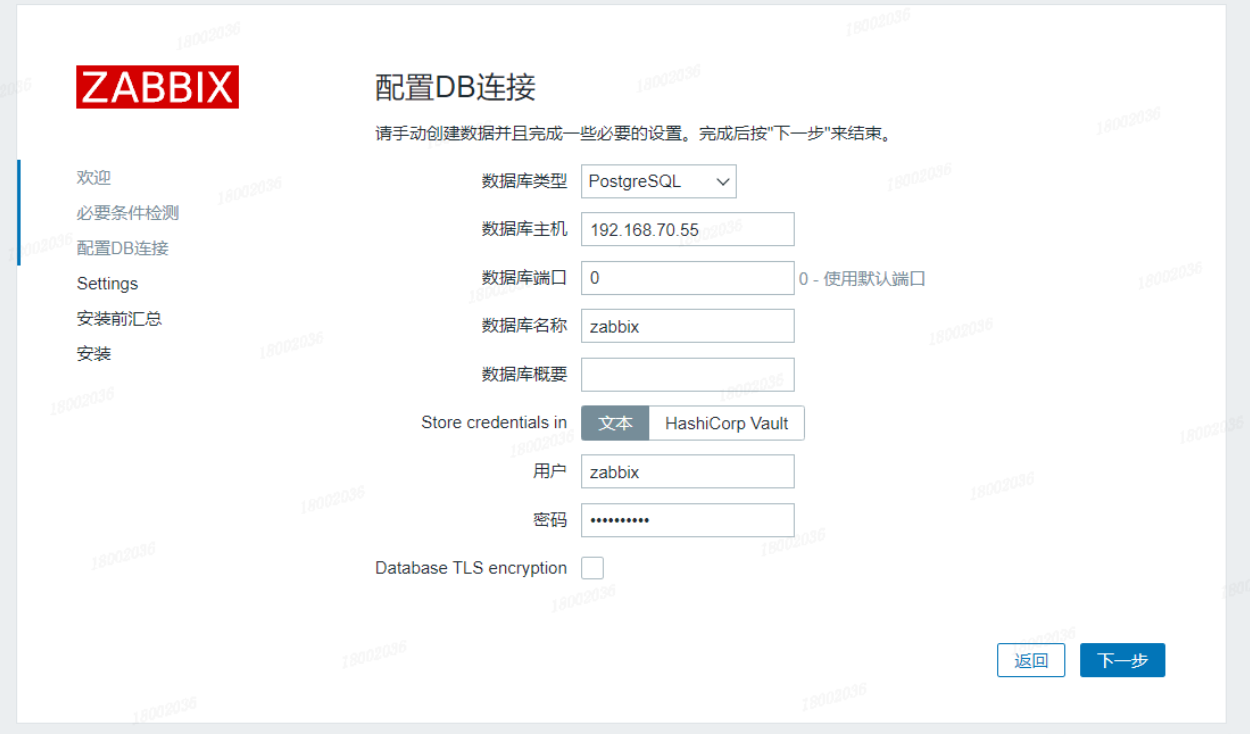 ZABBIX
欢迎
必要条件检测
配置DB连接
Settings
安装前汇总
安装
配置DB连接
请手动创建数据并且完成一些必要的设置。完成后按"下一步"来结束。
数据库类型 PostgreSQL
数据库主机 192.168.70.55
数据库端口 0 0 - 使用默认端口
数据库名称 zabbix
数据库概要
Store credentials in 文本 HashiCorp Vault
用户 zabbix
密码 ••••••••••
Database TLS encryption
返回 下一步
18002036